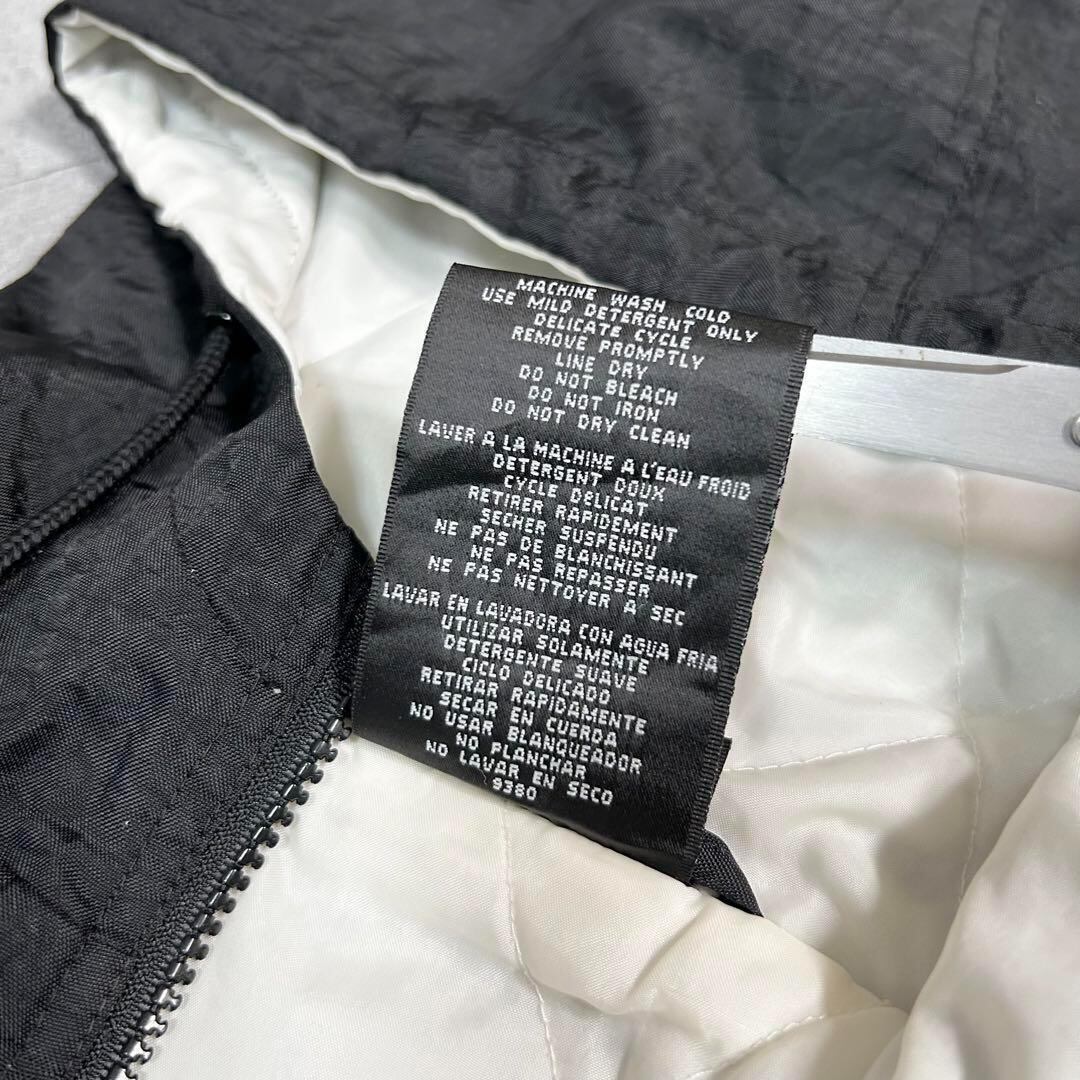 MACHINE WASH COLD
USE MILD DETERGENT ONLY
DELICATE CYCLE
REMOVE PROMPTLY
LINE DRY
DO NOT BLEACH
DO NOT IRON
DO NOT DRY CLEAN
LAVER A LA MACHINE A L'EAU FROID
DETERGENT DOUX
CYCLE DELICAT
RETIRER RAPIDEMENT
SECHER SUSPENDU
NE PAS DE BLANCHISSANT
NE PAS REPASSER
NE PAS NETTOYER A SEC
LAVAR EN LAVADORA CON AGUA FRIA
UTILIZAR SOLAMENTE
DETERGENTE SUAVE
CICLO DELICADO
RETIRAR RAPIDAMENTE
SECAR EN CUERDA
NO USAR BLANQUEADOR
NO PLANCHAR
NO LAVAR EN SECO
9380